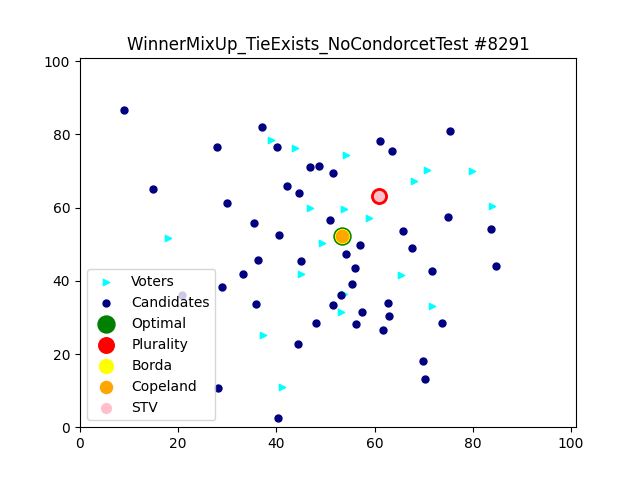 WinnerMixUp_TieExists_NoCondorcetTest #8291
100
80
60
40
20
0
Voters
Candidates
Optimal
Plurality
Borda
Copeland
STV
0 20 40 60 80 100